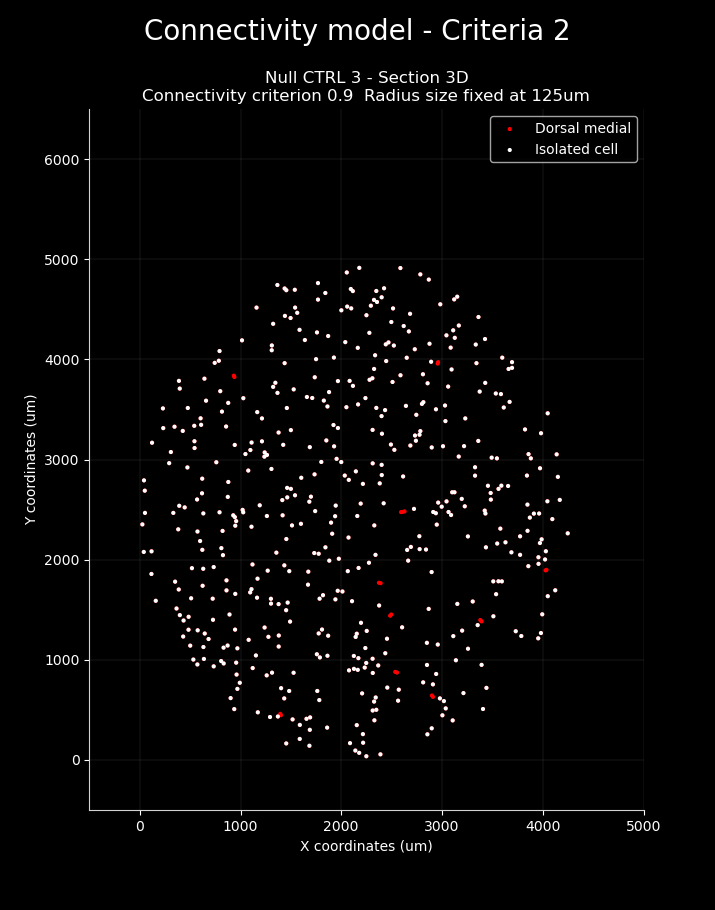 Connectivity model - Criteria 2
Null CTRL 3 - Section 3D
Connectivity criterion 0.9  Radius size fixed at 125um
Dorsal medial
Isolated cell
6000
5000
4000
3000
2000
1000
0
Y coordinates (um)
0 1000 2000 3000 4000 5000
X coordinates (um)